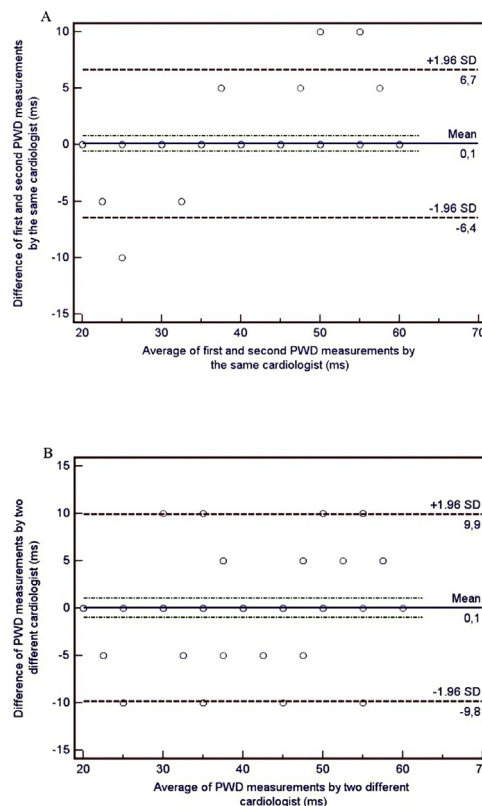 A
10
5
0
-5
-10
-15
Difference of first and second PWD measurements
by the same cardiologist (ms)
+1.96 SD
6,7
Mean
0,1
-1.96 SD
-6,4
20 30 40 50 60 70
Average of first and second PWD measurements by
the same cardiologist (ms)
B
15
10
5
0
-5
-10
-15
Difference of PWD measurements by two
different cardiologist (ms)
+1.96 SD
9,9
Mean
0,1
-1.96 SD
-9,8
20 30 40 50 60 70
Average of PWD measurements by two different
cardiologist (ms)